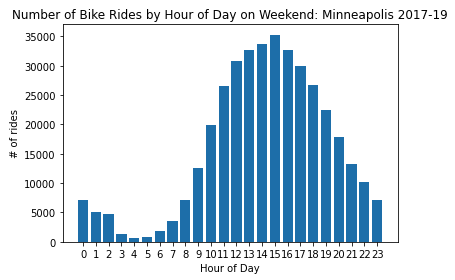 Number of Bike Rides by Hour of Day on Weekend: Minneapolis 2017-19
35000
30000
25000
20000
15000
10000
5000
0
# of rides
0 1 2 3 4 5 6 7 8 9 10 11 12 13 14 15 16 17 18 19 20 21 22 23
Hour of Day